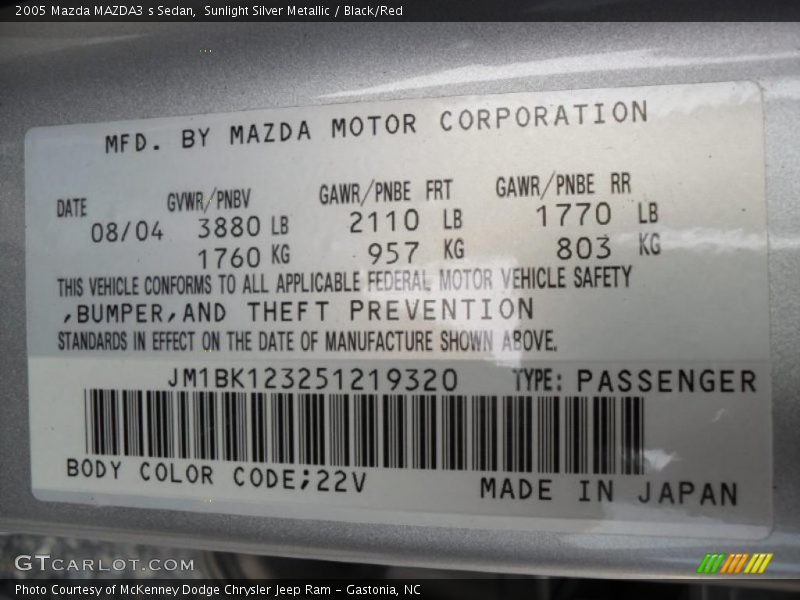 2005 Mazda MAZDA3 s Sedan,  Sunlight Silver Metallic / Black/Red
MFD. BY MAZDA MOTOR CORPORATION
DATE GVWR/PNBV GAWR/PNBE FRT GAWR/PNBE RR
08/04 3880 LB 2110 LB 1770 LB
1760 KG 957 KG 803 KG
THIS VEHICLE CONFORMS TO ALL APPLICABLE FEDERAL MOTOR VEHICLE SAFETY
,BUMPER,AND THEFT PREVENTION
STANDARDS IN EFFECT ON THE DATE OF MANUFACTURE SHOWN ABOVE.
JM1BK123251219320 TYPE: PASSENGER
BODY COLOR CODE;22V MADE IN JAPAN
GTCARLOT.COM
Photo Courtesy of McKenney Dodge Chrysler Jeep Ram – Gastonia, NC